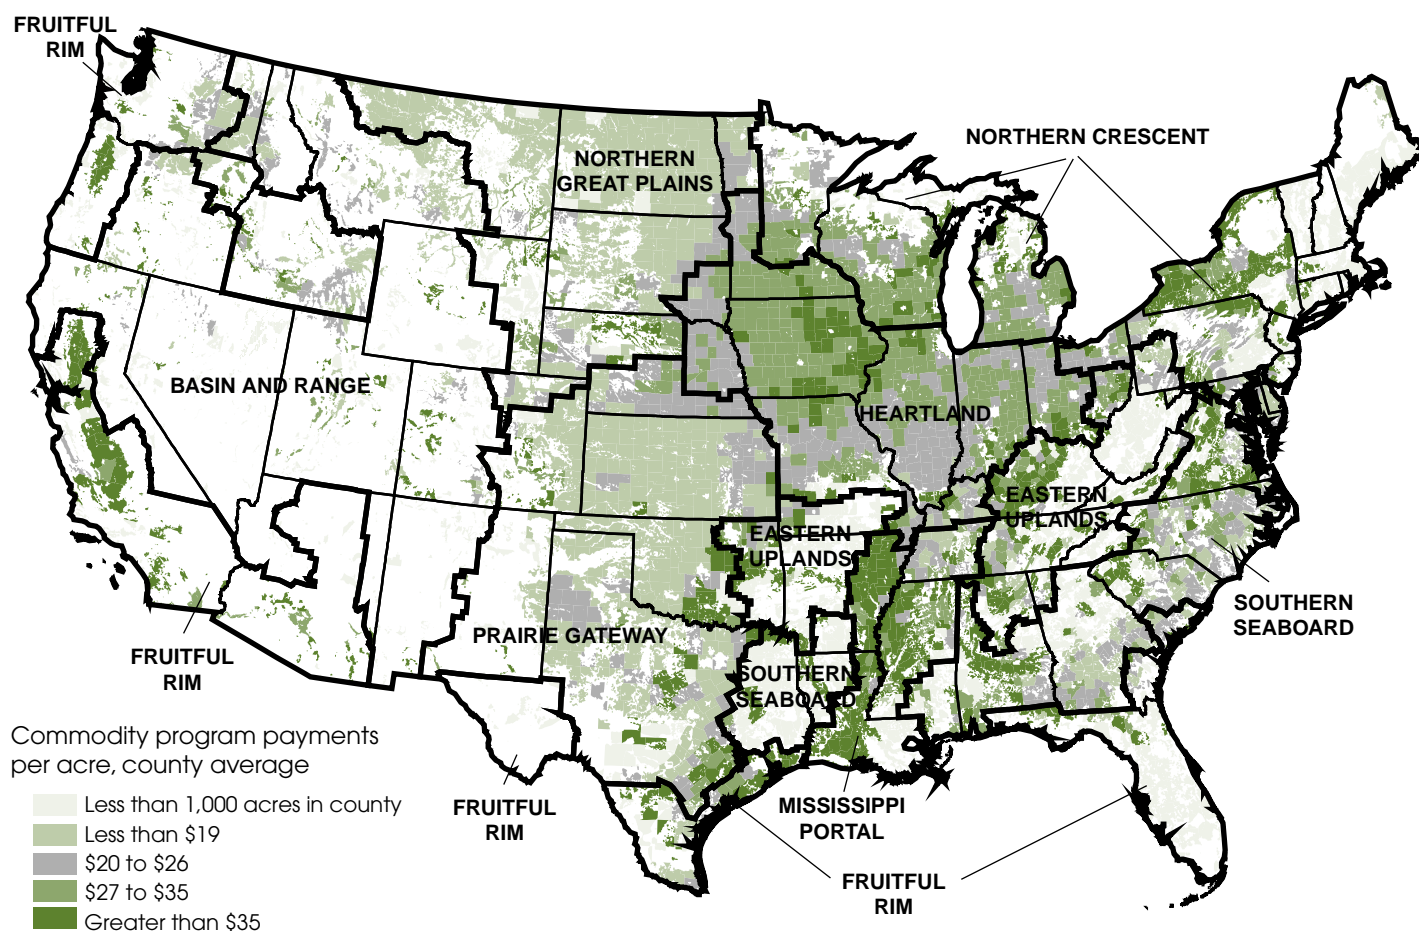 FRUITFUL
RIM
NORTHERN CRESCENT
NORTHERN
GREAT PLAINS
BASIN AND RANGE
HEARTLAND
EASTERN
UPLANDS
EASTERN
UPLANDS
SOUTHERN
SEABOARD
PRAIRIE GATEWAY
FRUITFUL
RIM
SOUTHERN
SEABOARD
Commodity program payments
per acre, county average
Less than 1,000 acres in county
Less than $19
$20 to $26
$27 to $35
Greater than $35
FRUITFUL
RIM
MISSISSIPPI
PORTAL
FRUITFUL
RIM